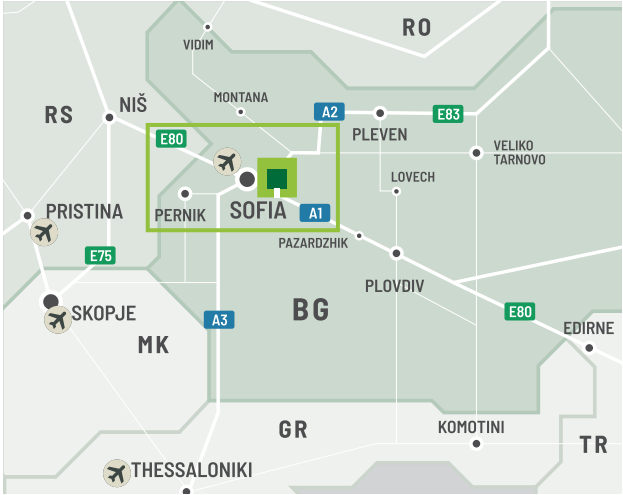 RO
VIDIM
MONTANA
RS
NIŠ
A2
E83
PLEVEN
E80
VELIKO
TARNOVO
LOVECH
PRISTINA
PERNIK
SOFIA
A1
PAZARDZHIK
E75
PLOVDIV
SKOPJE
A3
BG
E80
EDIRNE
MK
GR
KOMOTINI
TR
THESSALONIKI